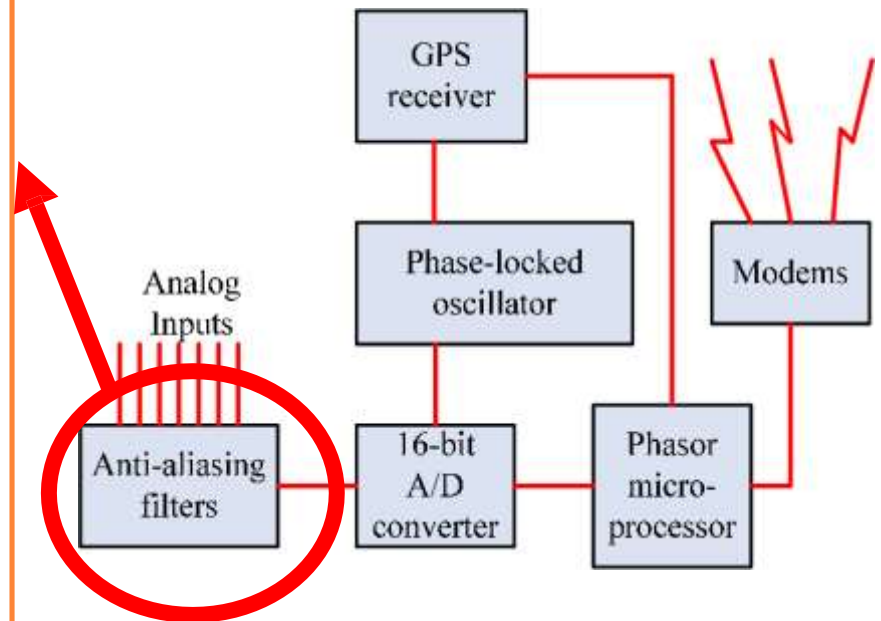 GPS
receiver
Phase-locked
oscillator
Modems
Analog
Inputs
Anti-aliasing
filters
16-bit
A/D
converter
Phasor
micro-
processor